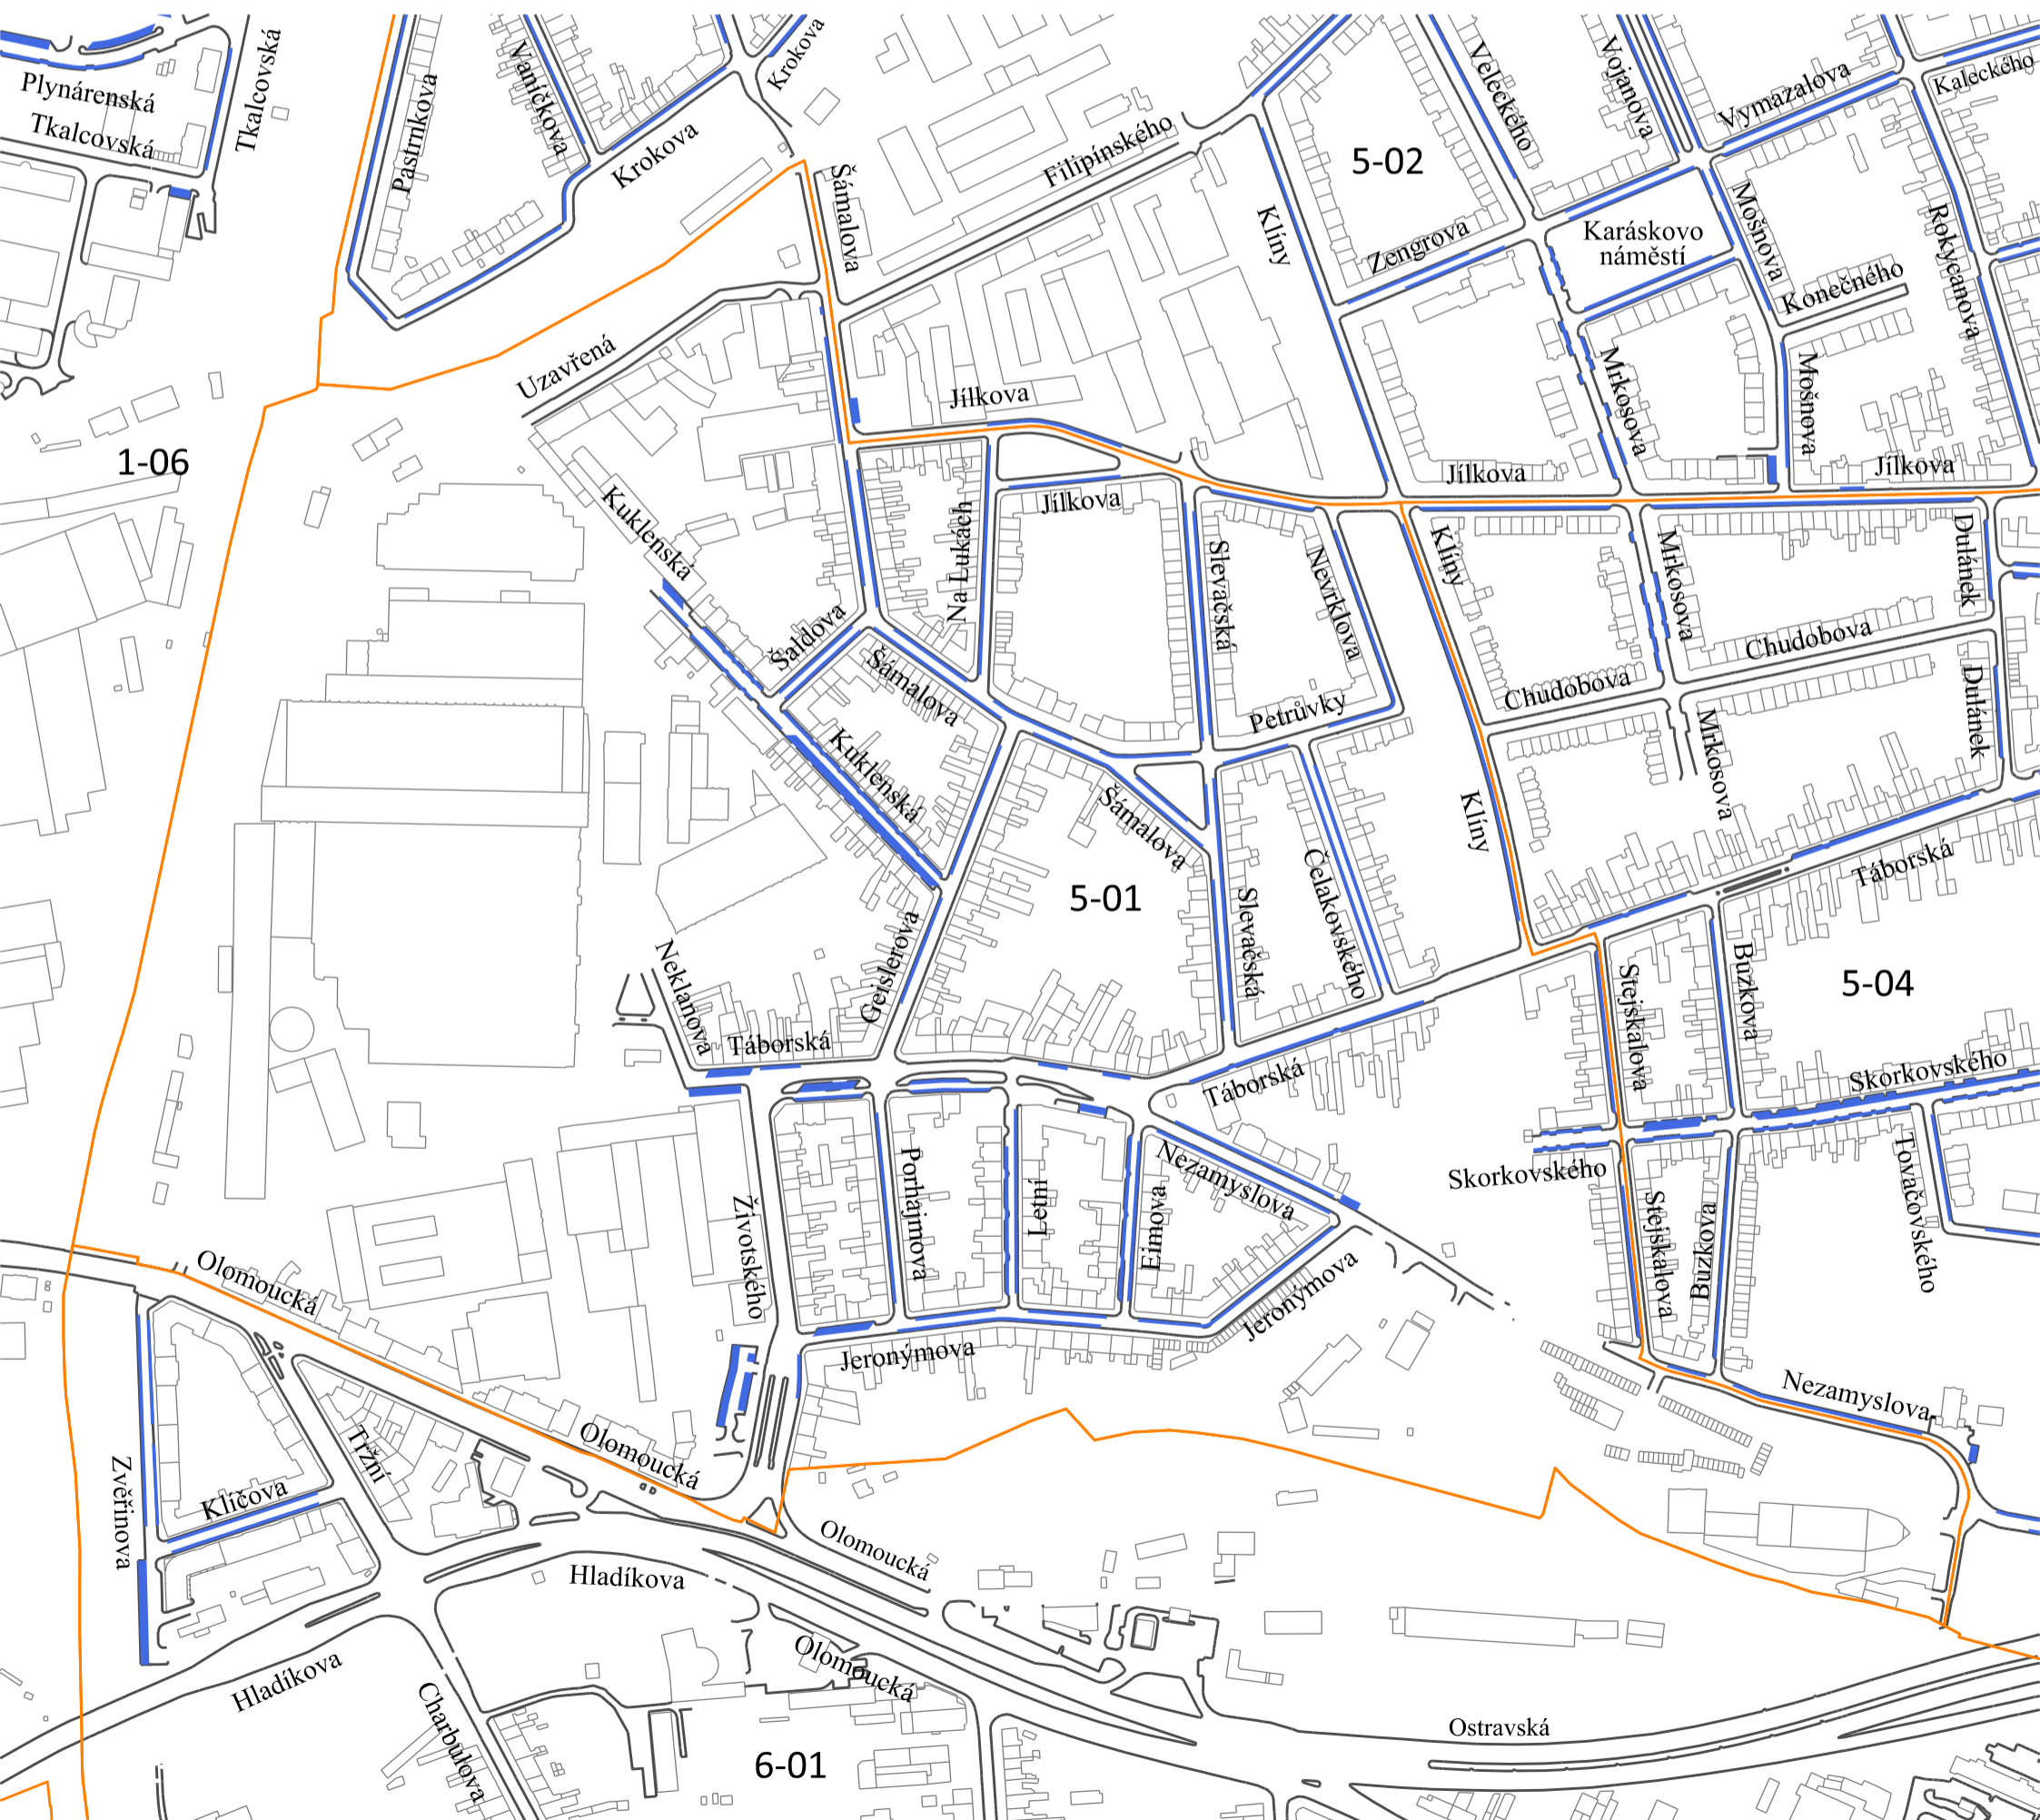 Plynárenská
Tkalcovská
Tkalcovská
Pastrnkova
Vaníčkova
Krokova
Krokova
Šámalova
Filipínského
Klíny
5-02
Zengrova
Veleckého
Vojanova
Vymazalova
Kaleckého
Karáskovo
náměstí
Mošnova
Konečného
Rokycanova
Mrkosova
Mošnova
Uzavřená
Jílkova
Jílkova
Jílkova
Jílkova
1-06
Kuklenská
Na Lukách
Slevačská
Nevrklova
Klíny
Mrkosova
Dulánek
Chudobova
Chudobova
Dulánek
Mrkosova
Šaldova
Šámalova
Kuklenská
Petrůvky
Šámalova
Klíny
Táborská
5-01
Čelakovského
Slevačská
Geislerova
Neklanova
Táborská
Táborská
Stejskalova
Buzkova
5-04
Skorkovského
Skorkovského
Tovačovského
Stejskalova
Buzkova
Nezamyslova
Porhajmova
Letní
Eimova
Životského
Jeronýmova
Jeronýmova
Nezamyslova
Olomoucká
Olomoucká
Tržní
Klíčova
Zvěřinova
Hladíkova
Olomoucká
Olomoucká
Hladíkova
Charbulova
6-01
Ostravská